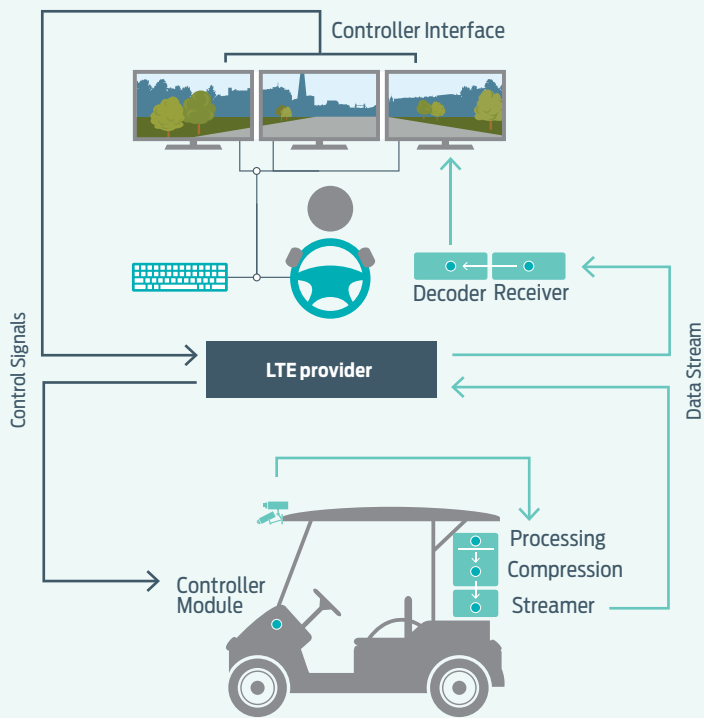 Controller Interface
Decoder
Receiver
Control Signals
LTE provider
Data Stream
Processing
Compression
Streamer
Controller
Module